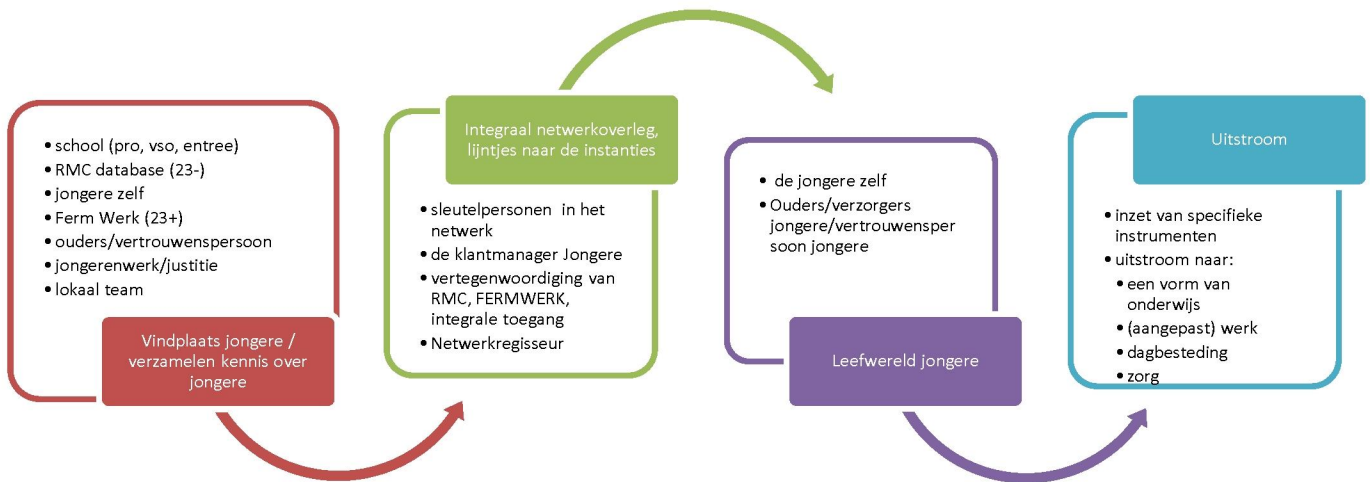 • school (pro, vso, entree)
• RMC database (23-)
• jongere zelf
• Ferm Werk (23+)
• ouders/vertrouwenspersoon
• jongerenwerk/justitie
• lokaal team
Vindplaats jongere /
verzamelen kennis over
jongere
Integraal netwerkoverleg,
lijntjes naar de instanties
• sleutelpersonen in het
netwerk
• de klantmanager Jongere
• vertegenwoordiging van
RMC, FERMWERK,
integrale toegang
• Netwerkregisseur
• de jongere zelf
• Ouders/verzorgers
jongere/vertrouwensper
soon jongere
Leefwereld jongere
Uitstroom
• inzet van specifieke
instrumenten
• uitstroom naar:
• een vorm van
onderwijs
• (aangepast) werk
• dagbesteding
• zorg